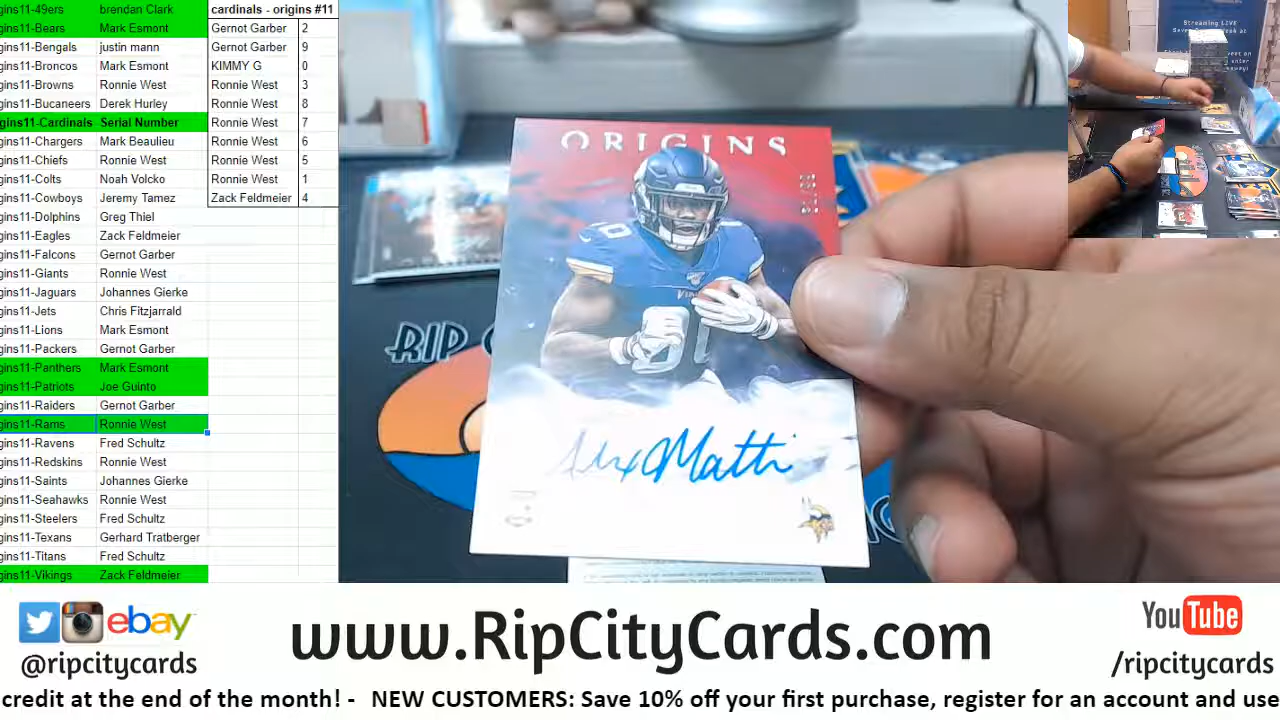 gins11-49ers brendan Clark
gins11-Bears Mark Esmont
gins11-Bengals justin mann
gins11-Broncos Mark Esmont
gins11-Browns Ronnie West
gins11-Bucaneers Derek Hurley
gins11-Cardinals Serial Number
gins11-Chargers Mark Beaulieu
gins11-Chiefs Ronnie West
gins11-Colts Noah Volcko
gins11-Cowboys Jeremy Tamez
gins11-Dolphins Greg Thiel
gins11-Eagles Zack Feldmeier
gins11-Falcons Gernot Garber
gins11-Giants Ronnie West
gins11-Jaguars Johannes Gierke
gins11-Jets Chris Fitzjarrald
gins11-Lions Mark Esmont
gins11-Packers Gernot Garber
gins11-Panthers Mark Esmont
gins11-Patriots Joe Guinto
gins11-Raiders Gernot Garber
gins11-Rams Ronnie West
gins11-Ravens Fred Schultz
gins11-Redskins Ronnie West
gins11-Saints Johannes Gierke
gins11-Seahawks Ronnie West
gins11-Steelers Fred Schultz
gins11-Texans Gerhard Tratberger
gins11-Titans Fred Schultz
gins11-Vikings Zack Feldmeier
cardinals - origins #11
Gernot Garber 2
Gernot Garber 9
KIMMY G 0
Ronnie West 3
Ronnie West 8
Ronnie West 7
Ronnie West 6
Ronnie West 5
Ronnie West 1
Zack Feldmeier 4
ORIGINS
Alex Matti
RIP
Streaming LIVE
ebay
@ripcitycards
www.RipCityCards.com
YouTube
/ripcitycards
credit at the end of the month! - NEW CUSTOMERS: Save 10% off your first purchase, register for an account and use